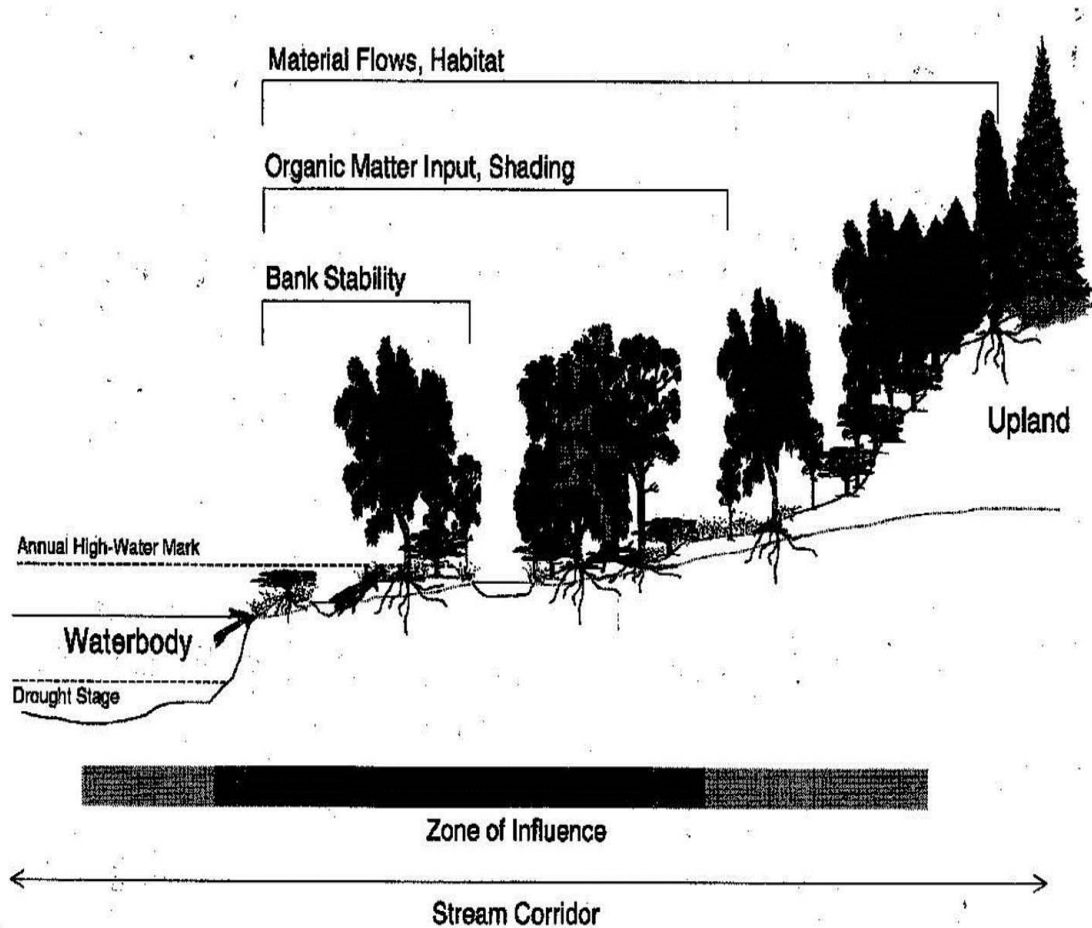 Material Flows, Habitat
Organic Matter Input, Shading
Bank Stability
Upland
Annual High-Water Mark
Waterbody
Drought Stage
Zone of Influence
Stream Corridor